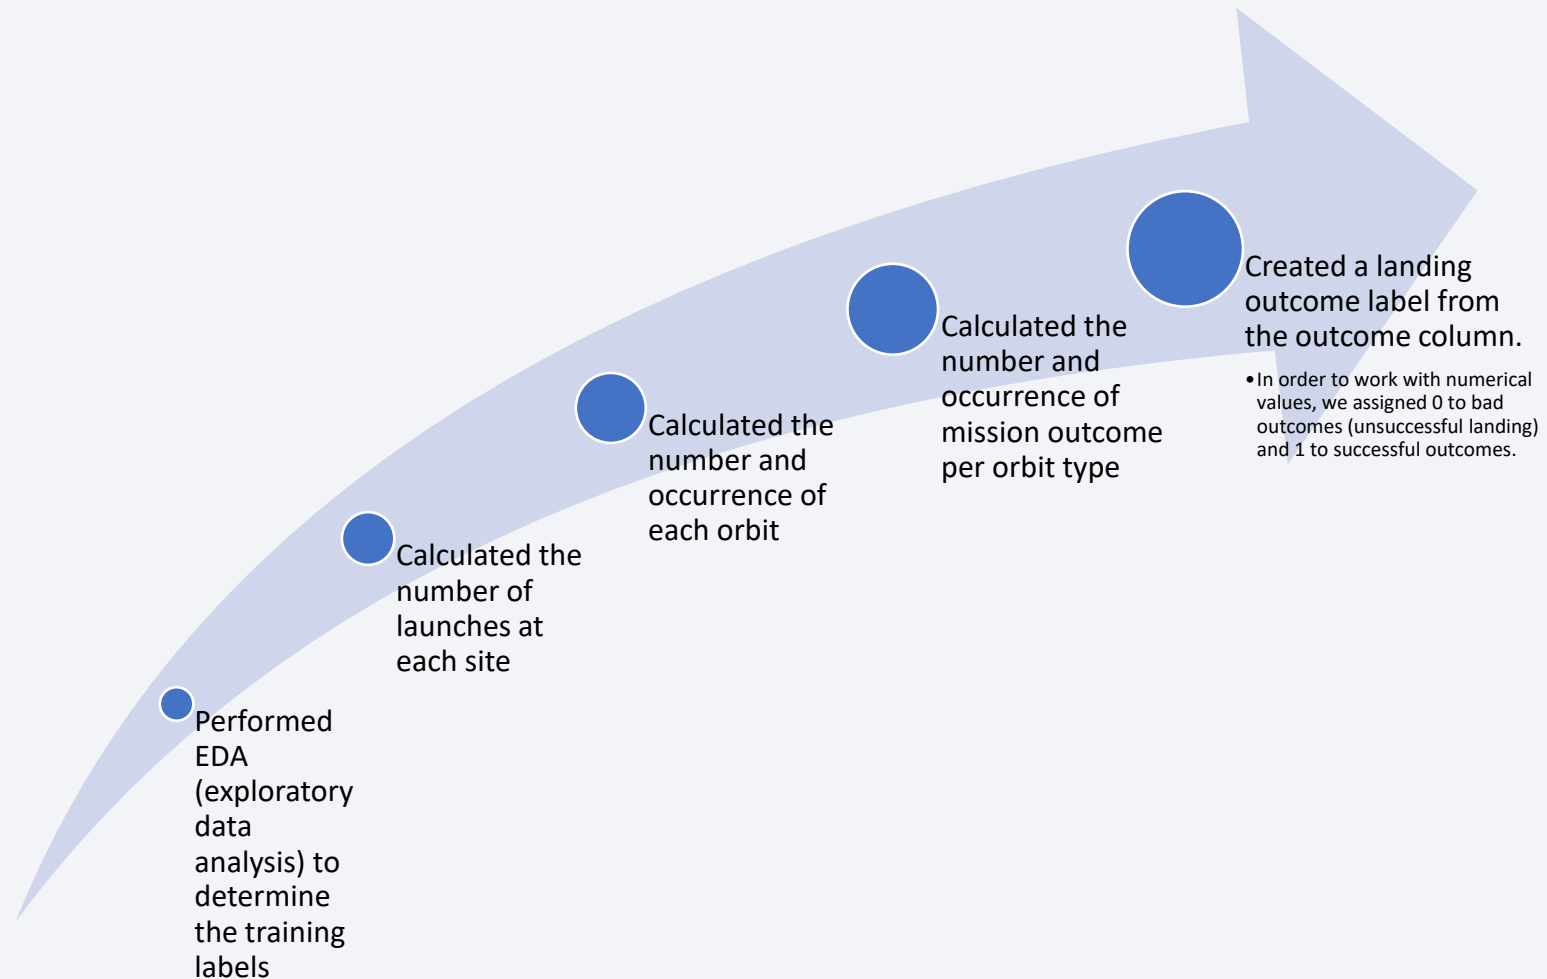 Performed
EDA
(exploratory
data
analysis) to
determine
the training
labels
Calculated the
number of
launches at
each site
Calculated the
number and
occurrence of
each orbit
Calculated the
number and
occurrence of
mission outcome
per orbit type
Created a landing
outcome label from
the outcome column.
•In order to work with numerical
values, we assigned 0 to bad
outcomes (unsuccessful landing)
and 1 to successful outcomes.